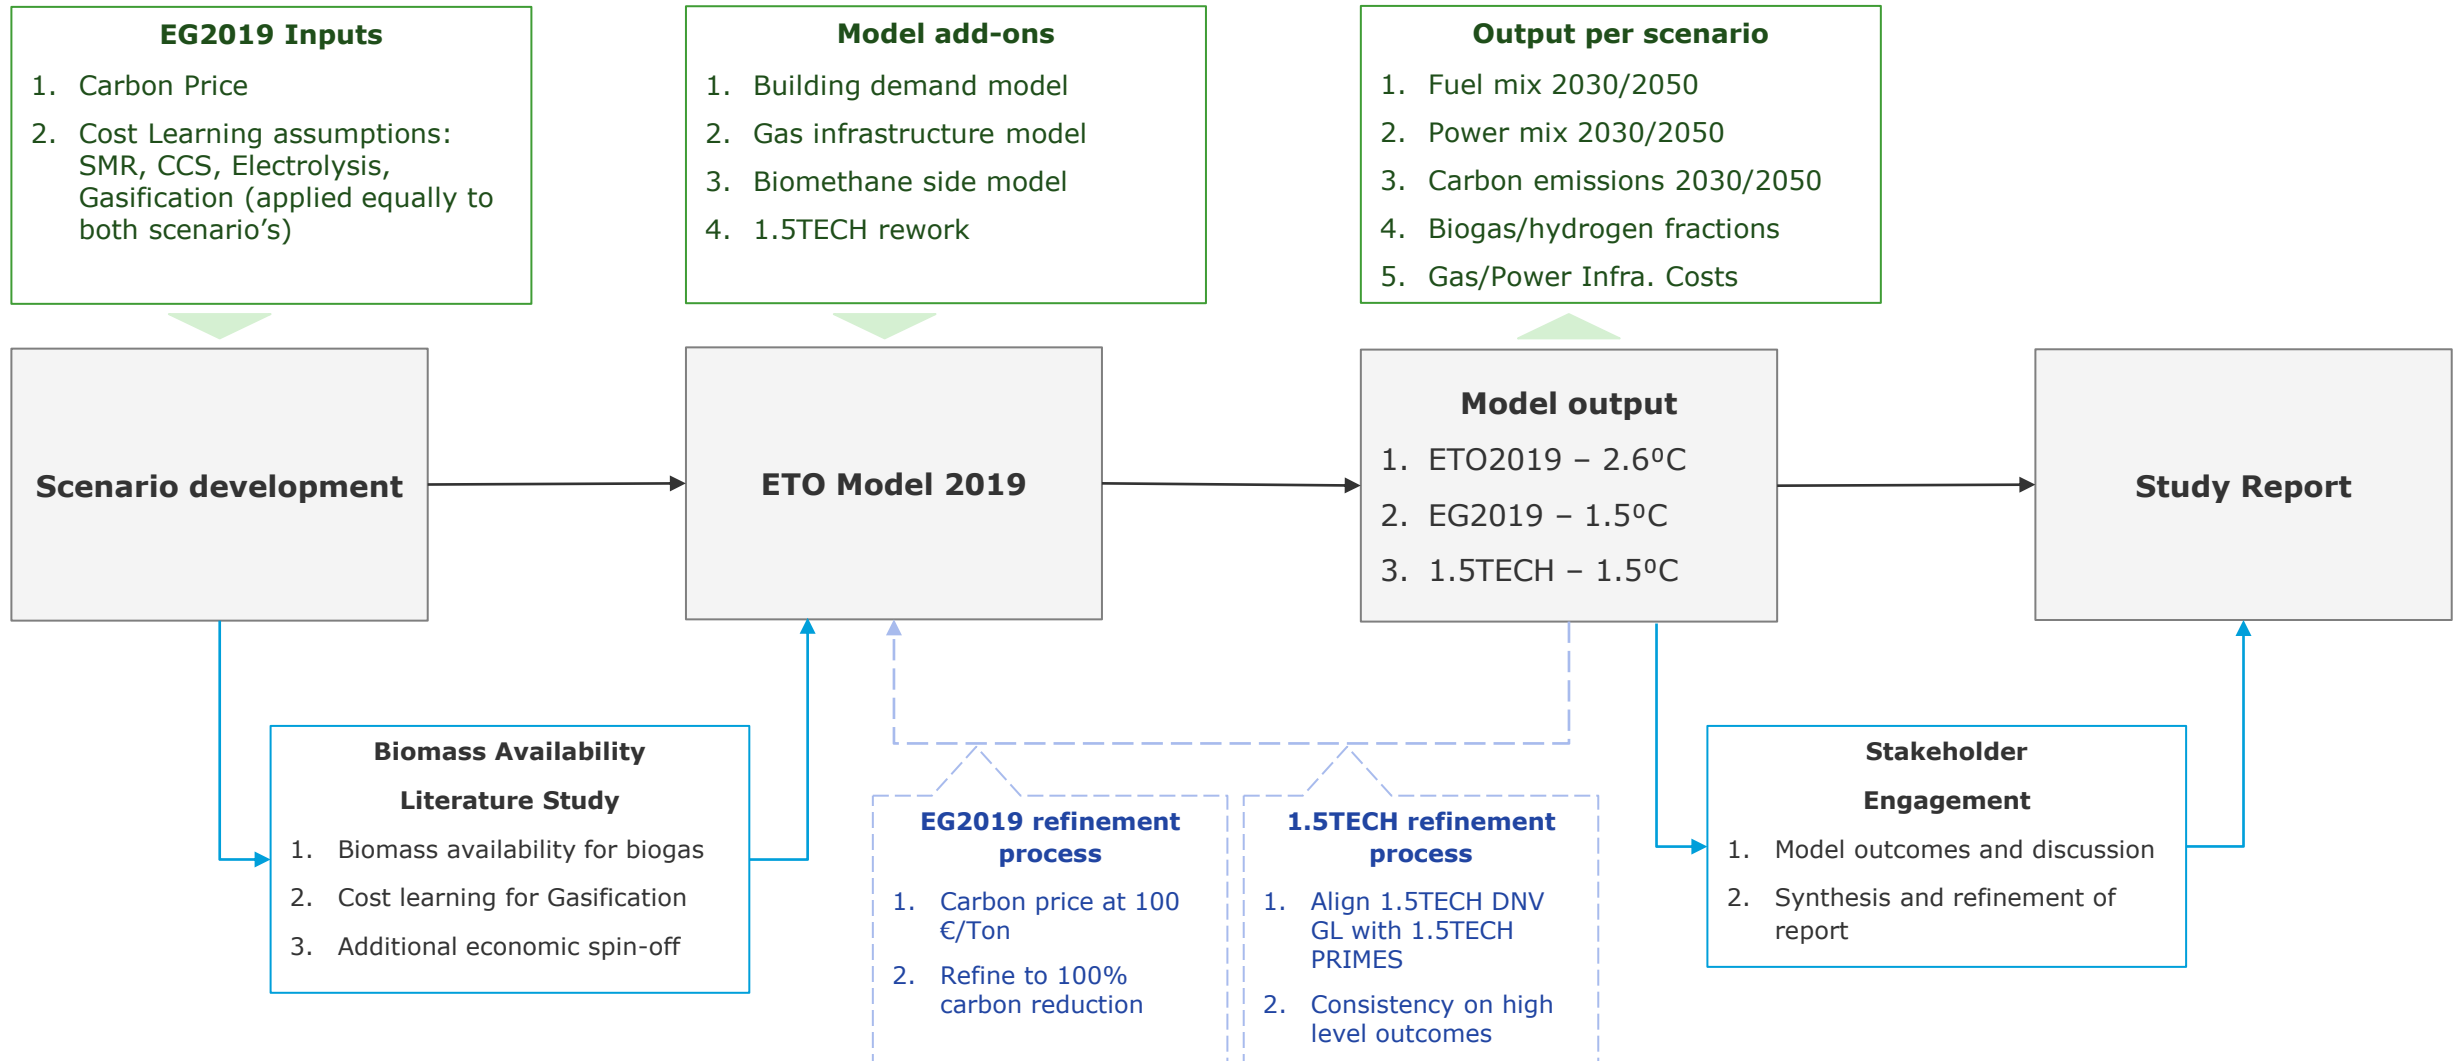 EG2019 Inputs
1. Carbon Price
2. Cost Learning assumptions:
SMR, CCS, Electrolysis,
Gasification (applied equally to
both scenario’s)
Model add-ons
1. Building demand model
2. Gas infrastructure model
3. Biomethane side model
4. 1.5TECH rework
Output per scenario
1. Fuel mix 2030/2050
2. Power mix 2030/2050
3. Carbon emissions 2030/2050
4. Biogas/hydrogen fractions
5. Gas/Power Infra. Costs
Scenario development
ETO Model 2019
Model output
1. ETO2019 – 2.6ºC
2. EG2019 – 1.5ºC
3. 1.5TECH – 1.5ºC
Study Report
Biomass Availability
Literature Study
1. Biomass availability for biogas
2. Cost learning for Gasification
3. Additional economic spin-off
EG2019 refinement
process
1. Carbon price at 100
€/Ton
2. Refine to 100%
carbon reduction
1.5TECH refinement
process
1. Align 1.5TECH DNV
GL with 1.5TECH
PRIMES
2. Consistency on high
level outcomes
Stakeholder
Engagement
1. Model outcomes and discussion
2. Synthesis and refinement of
report